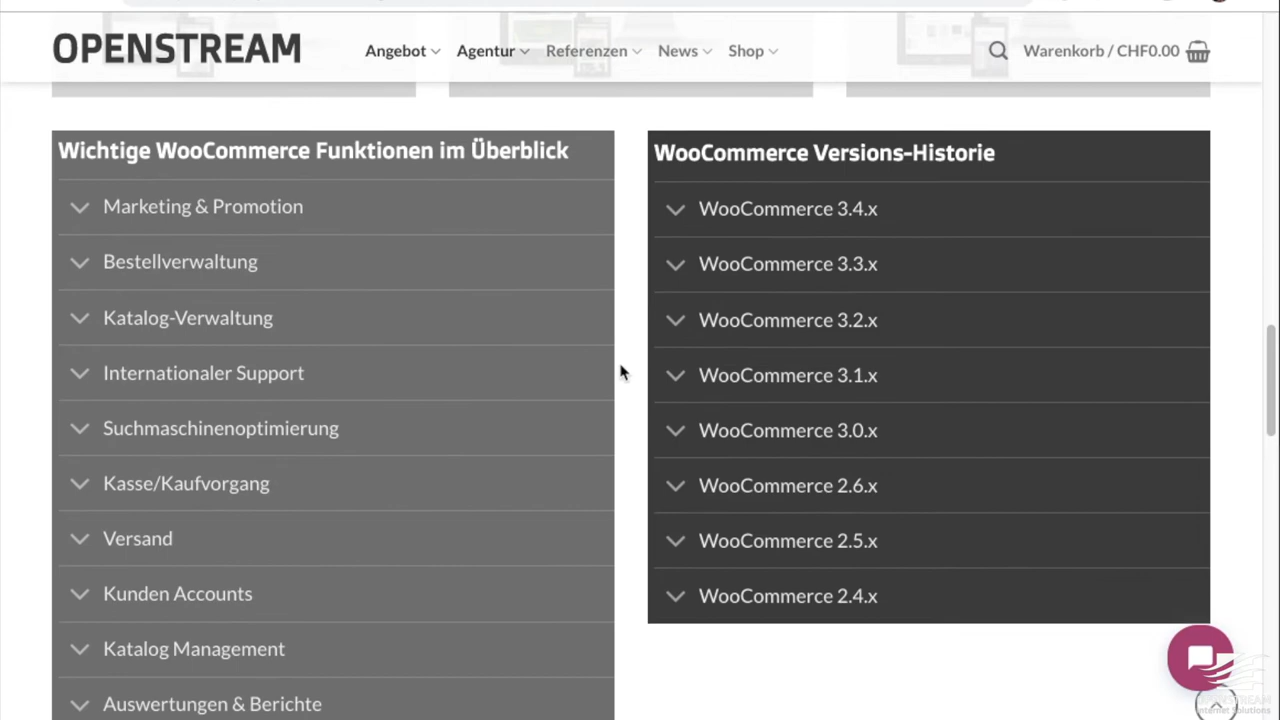 OPENSTREAM
Angebot
Agentur
Referenzen
News
Shop
Warenkorb / CHF0.00
Wichtige WooCommerce Funktionen im Überblick
Marketing & Promotion
Bestellverwaltung
Katalog-Verwaltung
Internationaler Support
Suchmaschinenoptimierung
Kasse/Kaufvorgang
Versand
Kunden Accounts
Katalog Management
Auswertungen & Berichte
WooCommerce Versions-Historie
WooCommerce 3.4.x
WooCommerce 3.3.x
WooCommerce 3.2.x
WooCommerce 3.1.x
WooCommerce 3.0.x
WooCommerce 2.6.x
WooCommerce 2.5.x
WooCommerce 2.4.x
OPENSTREAM
Internet Solutions